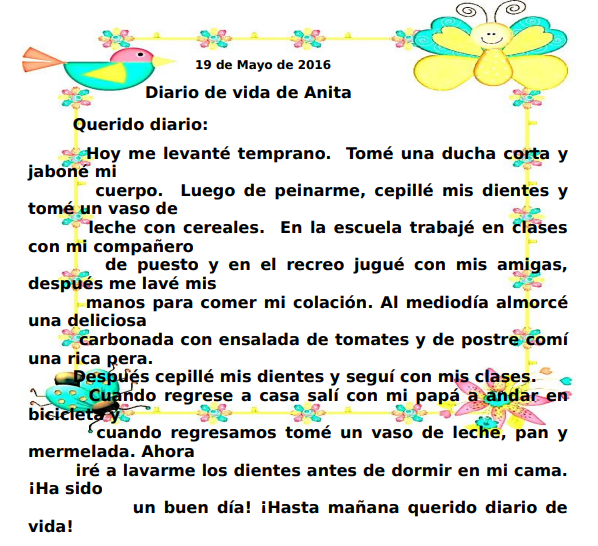 19 de Mayo de 2016
Diario de vida de Anita
Querido diario:
Hoy me levanté temprano. Tomé una ducha corta y
jaboné mi
cuerpo. Luego de peinarme, cepillé mis dientes y
tomé un vaso de
leche con cereales. En la escuela trabajé en clases
con mi compañero
de puesto y en el recreo jugué con mis amigas,
después me lavé mis
manos para comer mi colación. Al mediodía almorcé
una deliciosa
carbonada con ensalada de tomates y de postre comí
una rica pera.
Después cepillé mis dientes y seguí con mis clases.
Cuando regrese a casa salí con mi papá a andar en
bicicleta y
cuando regresamos tomé un vaso de leche, pan y
mermelada. Ahora
iré a lavarme los dientes antes de dormir en mi cama.
¡Ha sido
un buen día! ¡Hasta mañana querido diario de
vida!